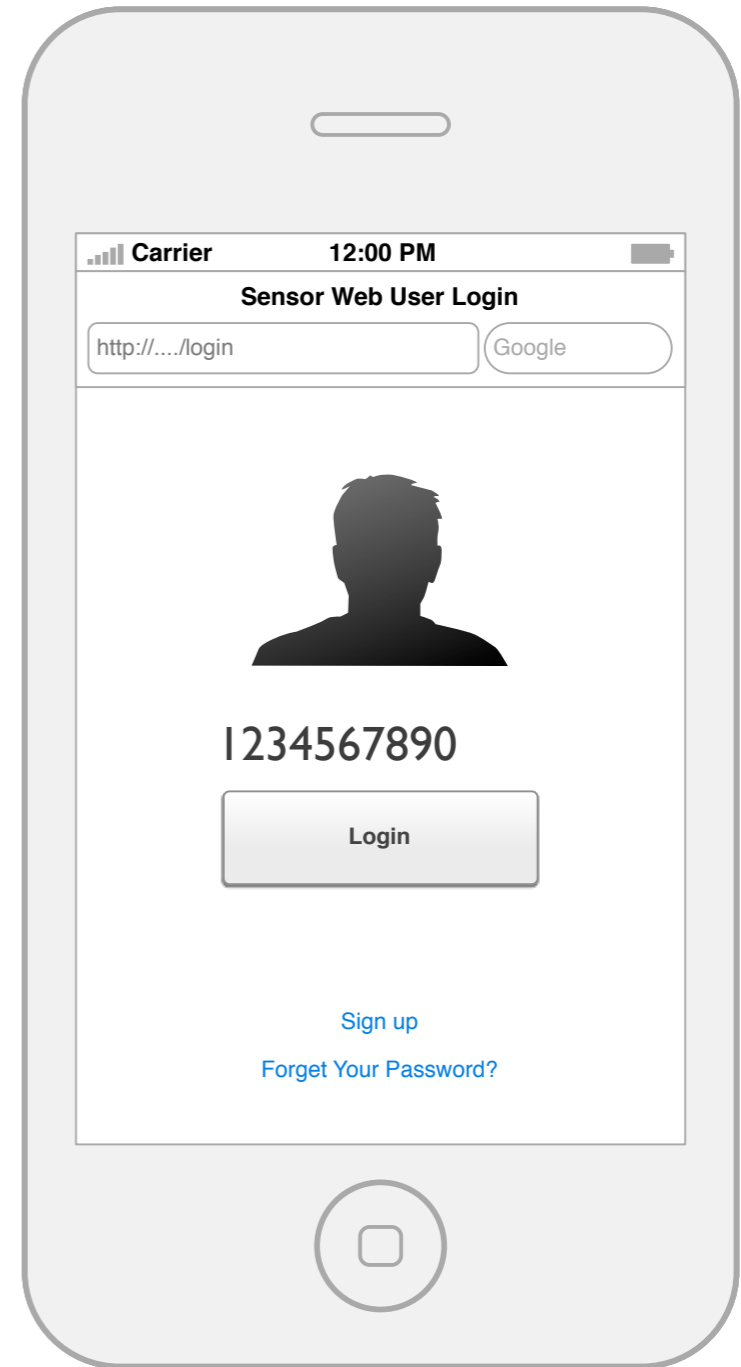 Carrier 12:00 PM
Sensor Web User Login
http://..../login Google
1234567890
Login
Sign up
Forget Your Password?